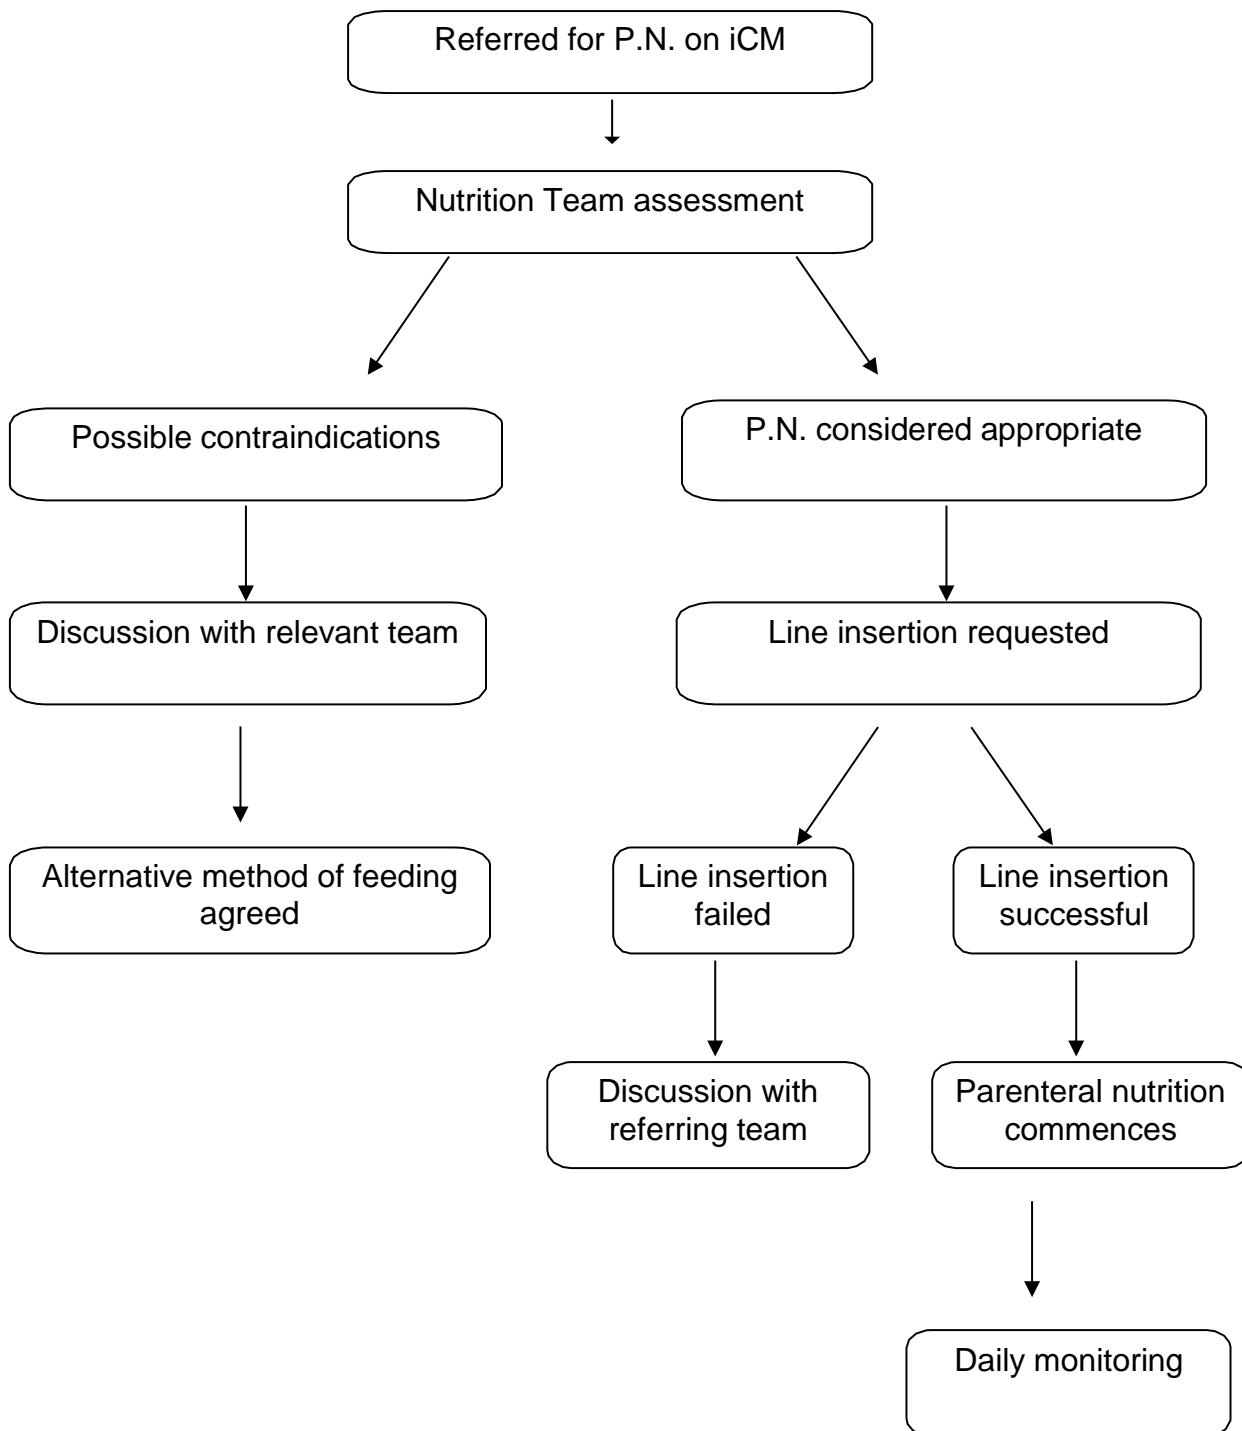 Referred for P.N. on iCM
Nutrition Team assessment
Possible contraindications
P.N. considered appropriate
Discussion with relevant team
Line insertion requested
Alternative method of feeding
agreed
Line insertion
failed
Line insertion
successful
Discussion with
referring team
Parenteral nutrition
commences
Daily monitoring